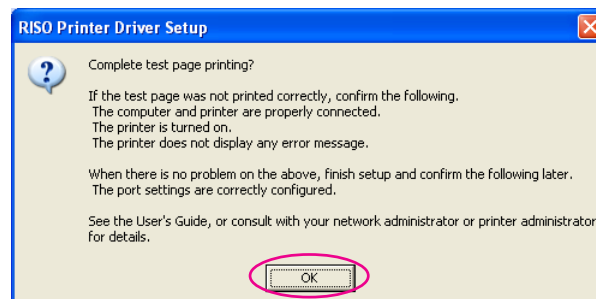 RISO Printer Driver Setup
Complete test page printing?
If the test page was not printed correctly, confirm the following.
The computer and printer are properly connected.
The printer is turned on.
The printer does not display any error message.
When there is no problem on the above, finish setup and confirm the following later.
The port settings are correctly configured.
See the User's Guide, or consult with your network administrator or printer administrator
for details.
OK